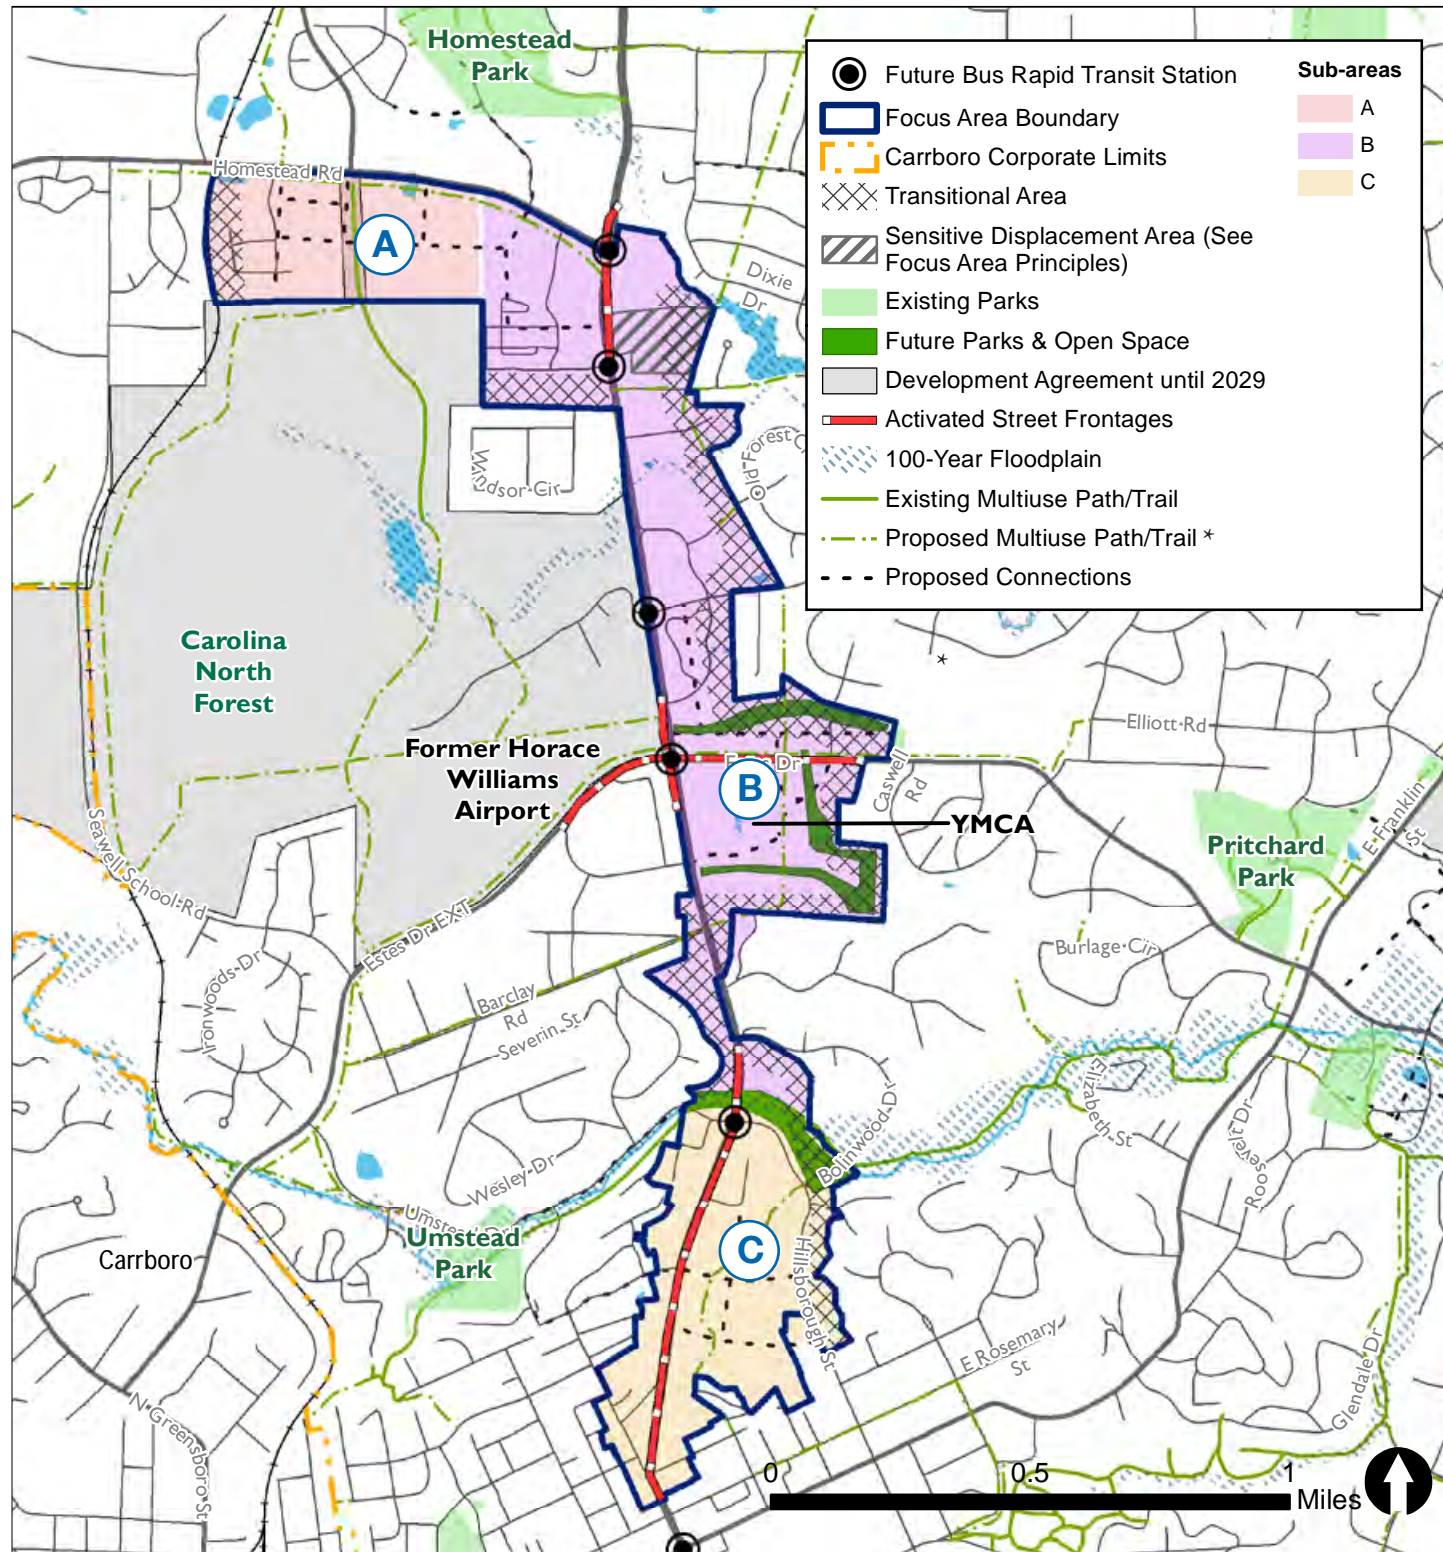 Homestead
Park
Future Bus Rapid Transit Station
Focus Area Boundary
Carrboro Corporate Limits
Transitional Area
Sensitive Displacement Area (See
Focus Area Principles)
Existing Parks
Future Parks & Open Space
Development Agreement until 2029
Activated Street Frontages
100-Year Floodplain
Existing Multiuse Path/Trail
Proposed Multiuse Path/Trail *
Proposed Connections
Sub-areas
A
B
C
Homestead Rd
A
Dixie
Dr
Old Forest
Windsor Cir
Carolina
North
Forest
*
Elliott Rd
Former Horace
Williams
Airport
Estes Dr
B
Caswell
Rd
YMCA
E Franklin
St
Pritchard
Park
Seawell School Rd
Estes Dr EXT
Burlage Cir
Ironwoods Dr
Barclay
Rd
Severin St
Elizabeth St
Roosevelt Dr
Bolinwood Dr
Wesley Dr
Umstead Dr
Umstead
Park
Carrboro
C
Hillsborough St
E Rosemary
St
Glendale Dr
N Greensboro St
0
0.5
1
Miles